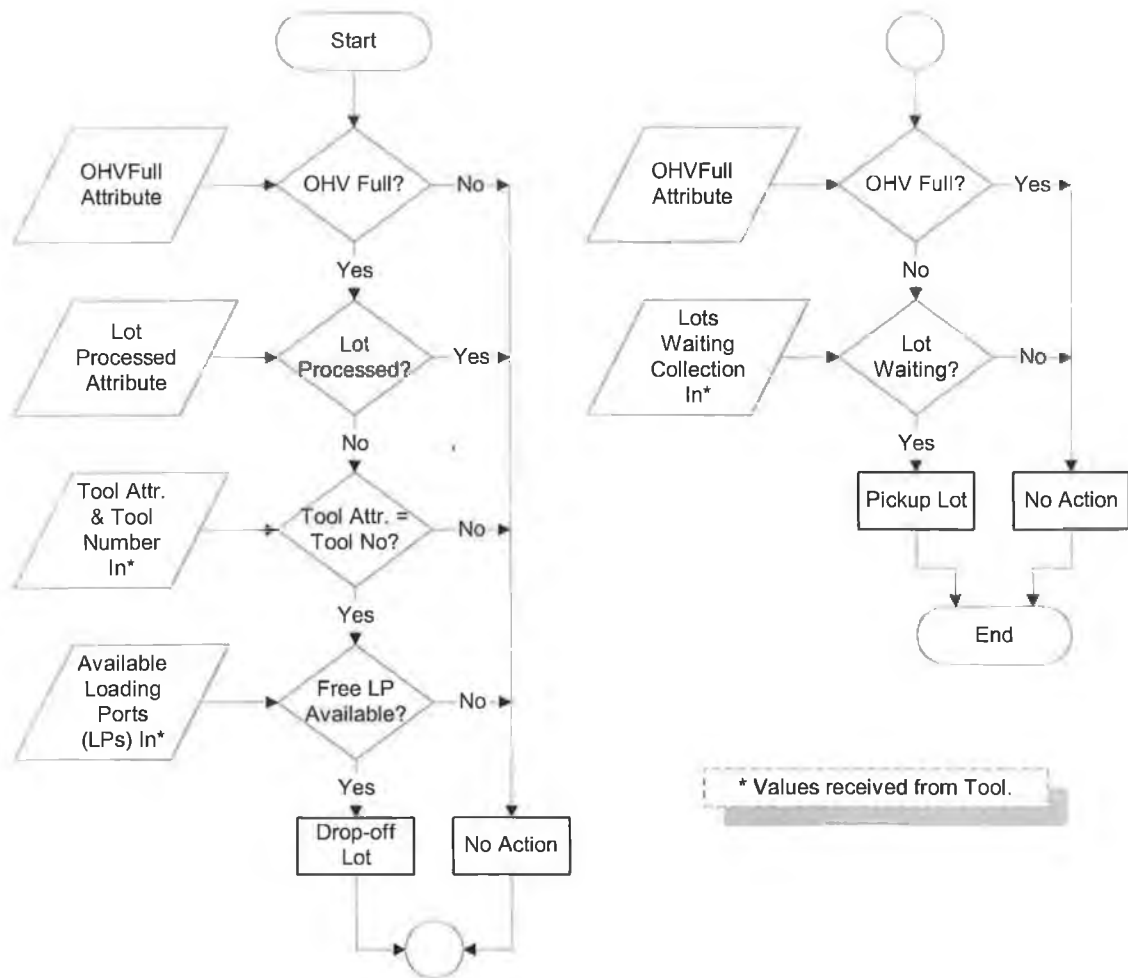 Start
OHVFull
Attribute
OHV Full?
No
Yes
Lot
Processed
Attribute
Lot
Processed?
Yes
No
Tool Attr.
& Tool
Number
In*
Tool Attr. =
Tool No?
No
Yes
Available
Loading
Ports
(LPs) In*
Free LP
Available?
No
Yes
Drop-off
Lot
No Action
OHVFull
Attribute
OHV Full?
Yes
No
Lots
Waiting
Collection
In*
Lot
Waiting?
No
Yes
Pickup Lot
No Action
End
* Values received from Tool.